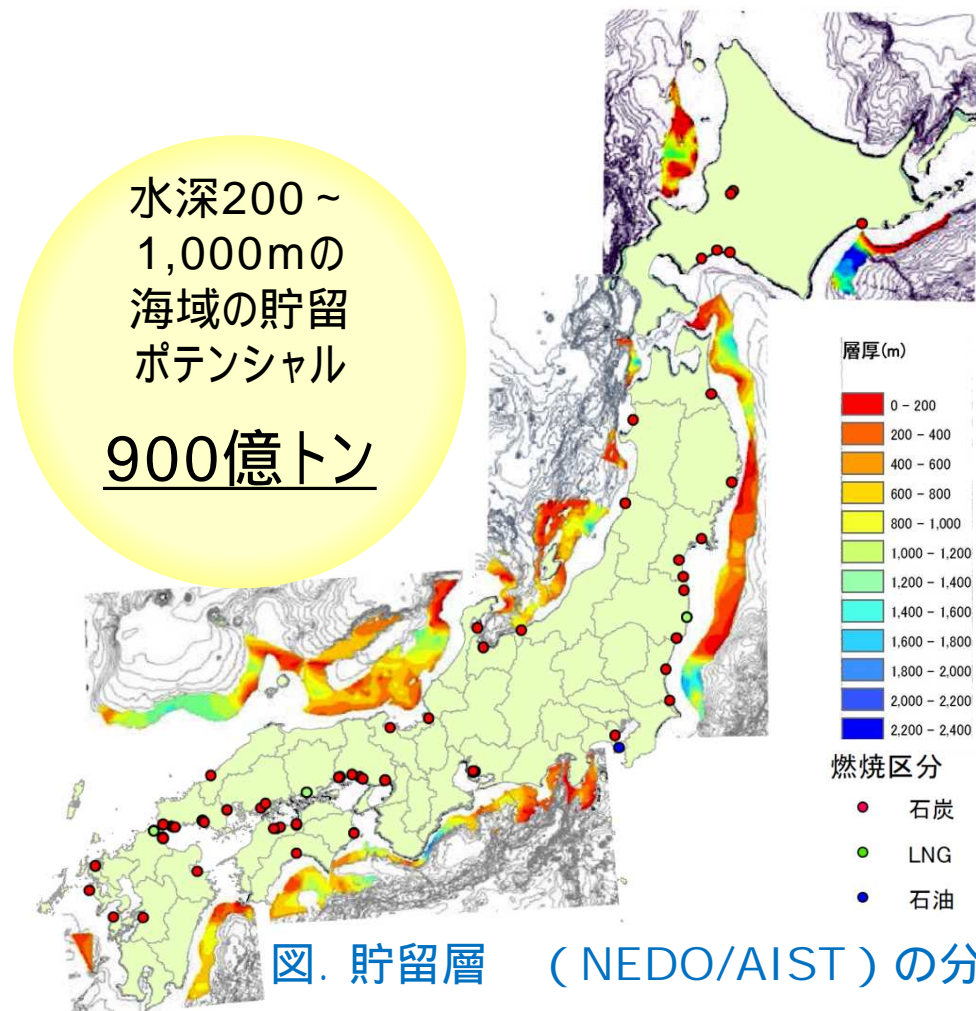 水深200~
1,000mの
海域の貯留
ポテンシャル
900億トン
層厚(m)
0 - 200
200 - 400
400 - 600
600 - 800
800 - 1,000
1,000 - 1,200
1,200 - 1,400
1,400 - 1,600
1,600 - 1,800
1,800 - 2,000
2,000 - 2,200
2,200 - 2,400
燃焼区分
石炭
LNG
石油
図. 貯留層 (NEDO/AIST)の分